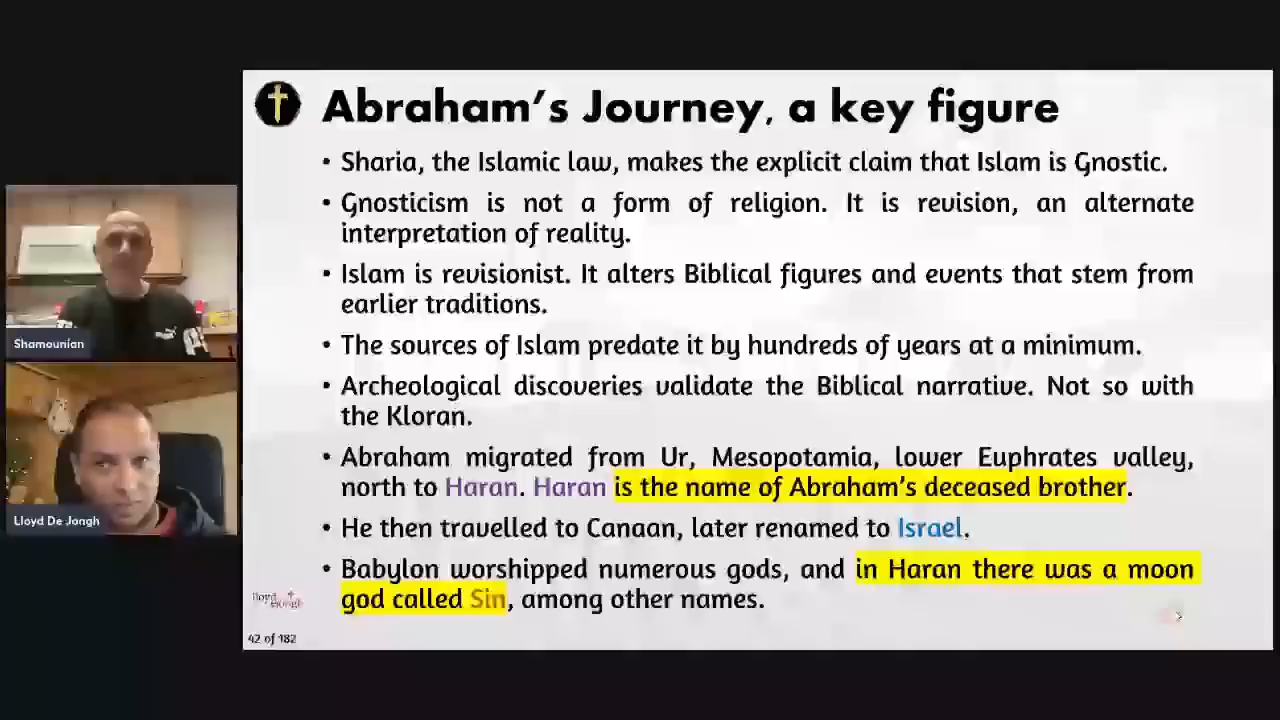 Abraham's Journey, a key figure
• Sharia, the Islamic law, makes the explicit claim that Islam is Gnostic.
• Gnosticism is not a form of religion. It is revision, an alternate
interpretation of reality.
• Islam is revisionist. It alters Biblical figures and events that stem from
earlier traditions.
• The sources of Islam predate it by hundreds of years at a minimum.
• Archeological discoveries validate the Biblical narrative. Not so with
the Kloran.
• Abraham migrated from Ur, Mesopotamia, lower Euphrates valley,
north to Haran. Haran is the name of Abraham's deceased brother.
• He then travelled to Canaan, later renamed to Israel.
• Babylon worshipped numerous gods, and in Haran there was a moon
god called Sin, among other names.
42 of 182
Shamounian
Lloyd De Jongh